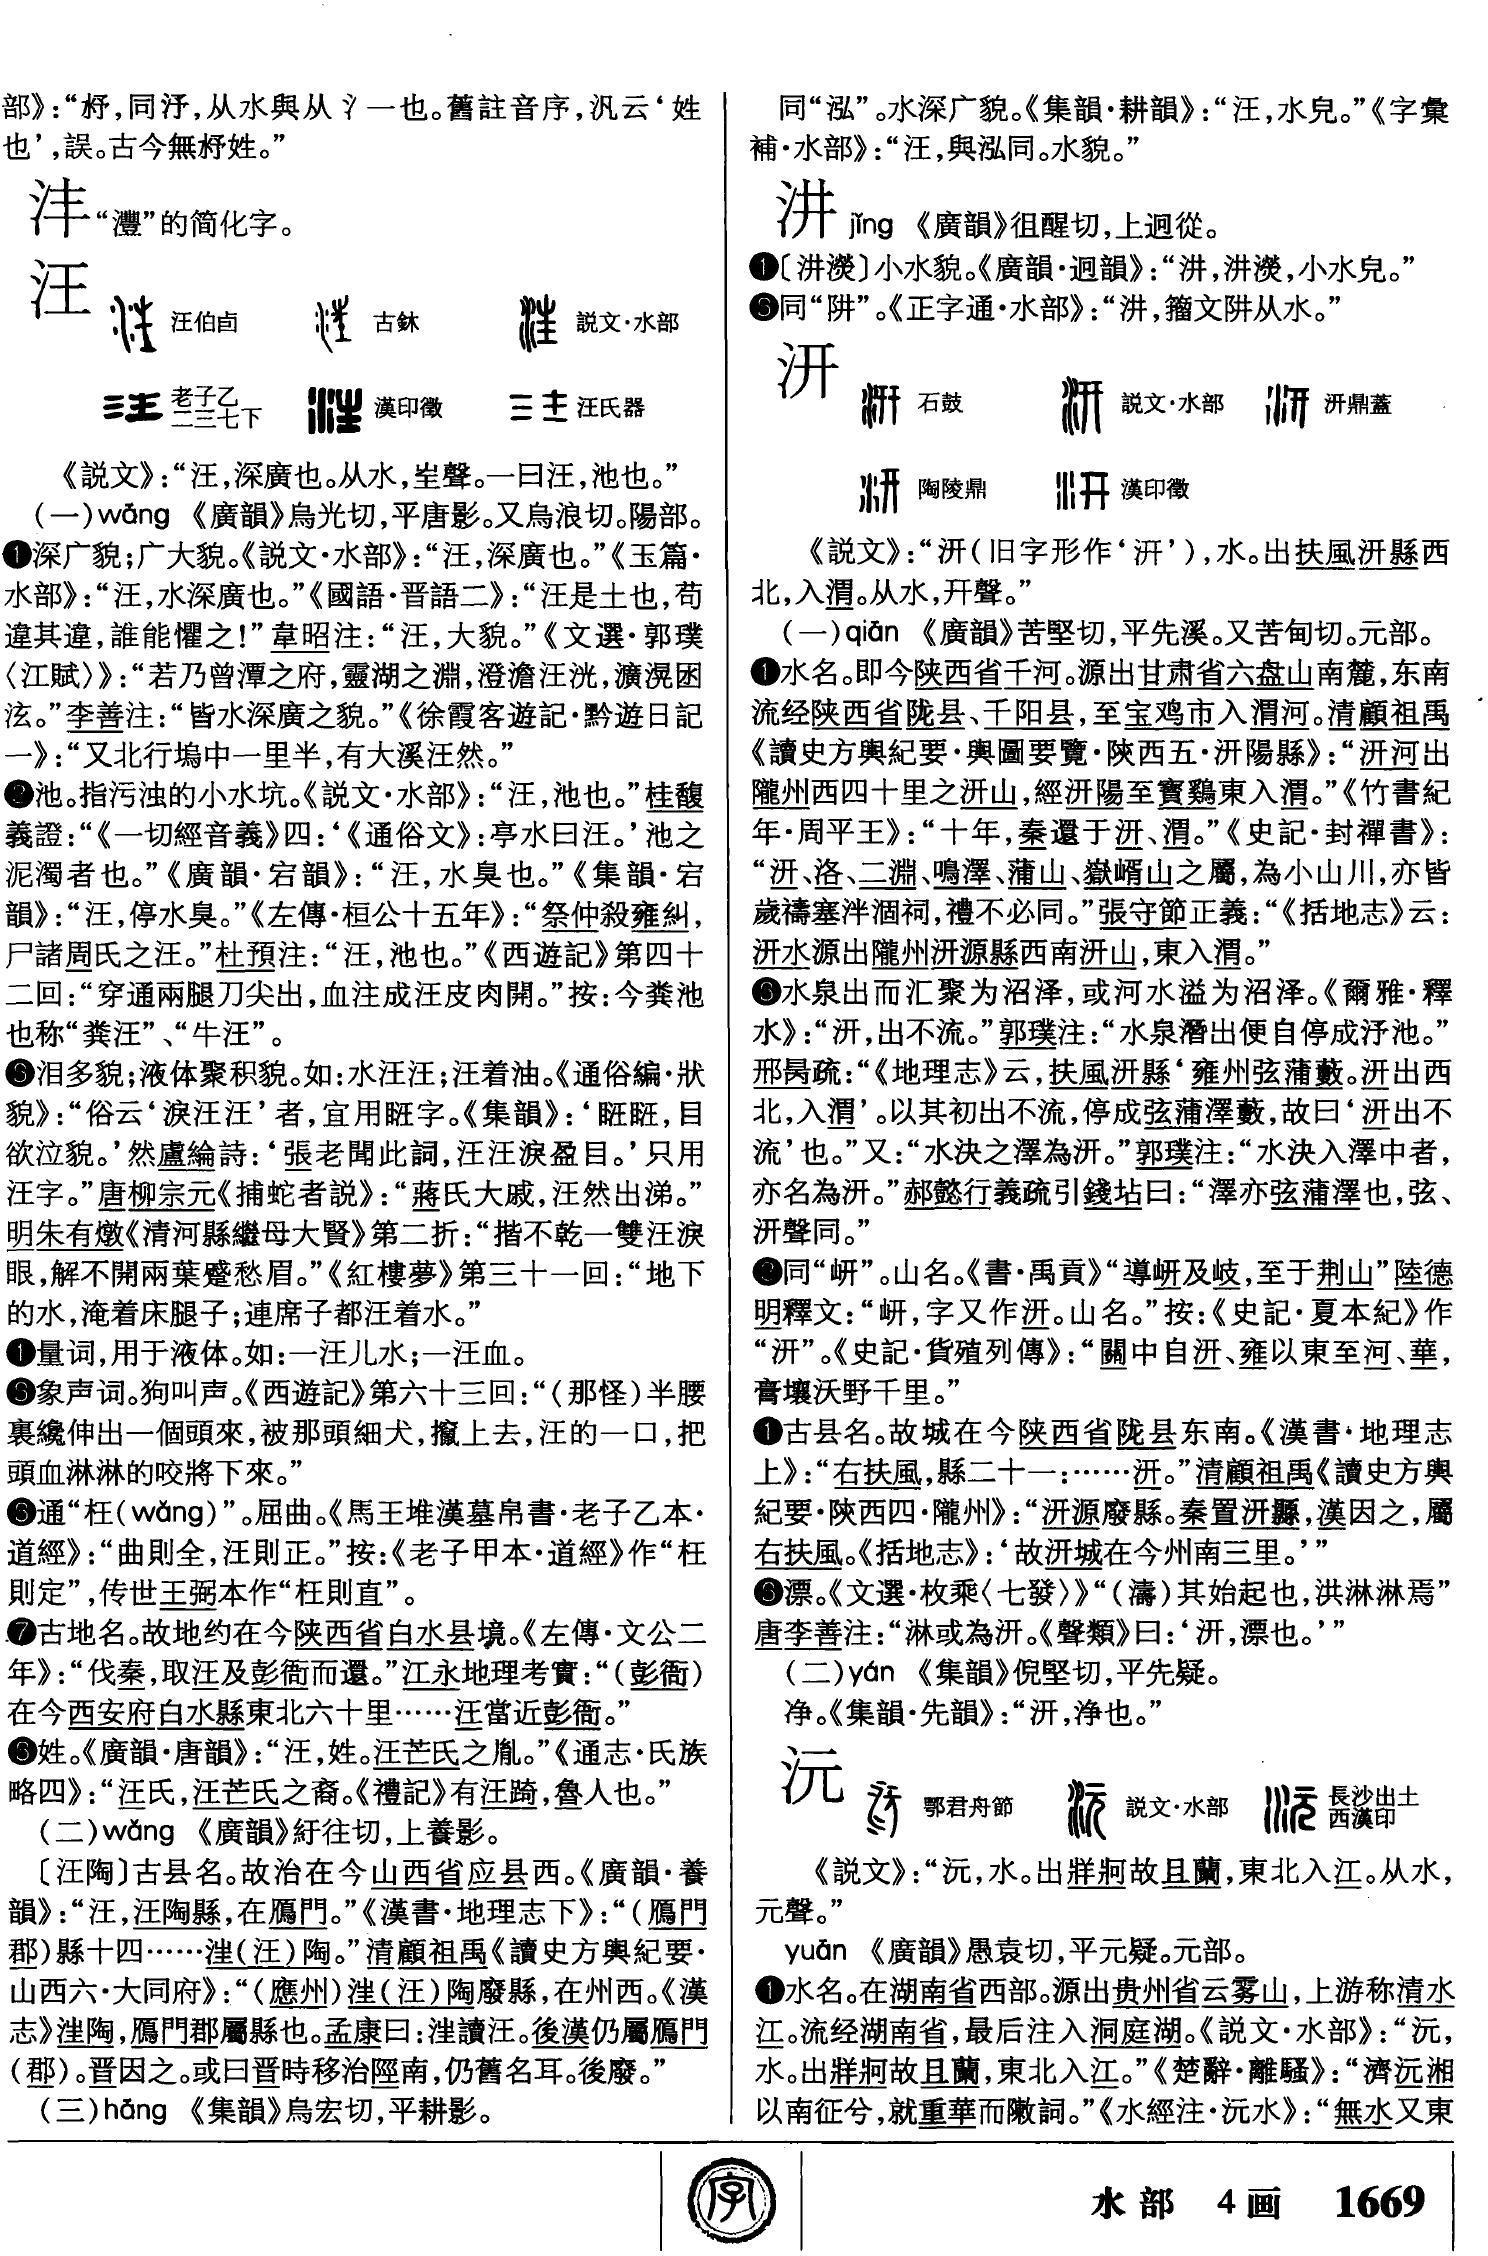 部》：“𣲗，同汿，从水與从氵一也。舊註音序，汎云‘姓
也’，誤。古今無𣲗姓。”
沣 “灃”的简化字。
汪
汪伯卣 古鉥 説文·水部
老子乙二三七下 漢印徵 汪氏器
《説文》：“汪，深廣也。从水，㞷聲。一曰汪，池也。”
（一）wāng 《廣韻》烏光切，平唐影。又烏浪切。陽部。
❶深广貌；广大貌。《説文·水部》：“汪，深廣也。”《玉篇·
水部》：“汪，水深廣也。”《國語·晋語二》：“汪是土也，苟
違其違，誰能懼之！”韋昭注：“汪，大貌。”《文選·郭璞
〈江賦〉》：“若乃曾潭之府，靈湖之淵，澄澹汪洸，瀇滉囦
泫。”李善注：“皆水深廣之貌。”《徐霞客遊記·黔遊日記
一》：“又北行塢中一里半，有大溪汪然。”
❷池。指污浊的小水坑。《説文·水部》：“汪，池也。”桂馥
義證：“《一切經音義》四：‘《通俗文》：亭水曰汪。’池之
泥濁者也。”《廣韻·宕韻》：“汪，水臭也。”《集韻·宕
韻》：“汪，停水臭。”《左傳·桓公十五年》：“祭仲殺雍糾，
尸諸周氏之汪。”杜預注：“汪，池也。”《西遊記》第四十
二回：“穿通兩腿刀尖出，血注成汪皮肉開。”按：今粪池
也称“粪汪”、“牛汪”。
❸泪多貌；液体聚积貌。如：水汪汪；汪着油。《通俗編·狀
貌》：“俗云‘淚汪汪’者，宜用眶字。《集韻》：‘眶眶，目
欲泣貌。’然盧綸詩：‘張老聞此詞，汪汪淚盈目。’只用
汪字。”唐柳宗元《捕蛇者説》：“蔣氏大戚，汪然出涕。”
明朱有燉《清河縣繼母大賢》第二折：“揩不乾一雙汪淚
眼，解不開兩葉蹙愁眉。”《紅樓夢》第三十一回：“地下
的水，淹着床腿子；連席子都汪着水。”
❹量词，用于液体。如：一汪儿水；一汪血。
❺象声词。狗叫声。《西遊記》第六十三回：“（那怪）半腰
裏纔伸出一個頭來，被那頭細犬，攛上去，汪的一口，把
頭血淋淋的咬將下來。”
❻通“枉（wǎng）”。屈曲。《馬王堆漢墓帛書·老子乙本·
道經》：“曲則全，汪則正。”按：《老子甲本·道經》作“枉
則定”，传世王弼本作“枉則直”。
❼古地名。故地约在今陕西省白水县境。《左傳·文公二
年》：“伐秦，取汪及彭衙而還。”江永地理考實：“（彭衙）
在今西安府白水縣東北六十里……汪當近彭衙。”
❽姓。《廣韻·唐韻》：“汪，姓。汪芒氏之胤。”《通志·氏族
略四》：“汪氏，汪芒氏之裔。《禮記》有汪踦，魯人也。”
（二）wǎng 《廣韻》紆往切，上養影。
〔汪陶〕古县名。故治在今山西省应县西。《廣韻·養
韻》：“汪，汪陶縣，在鴈門。”《漢書·地理志下》：“（鴈門
郡）縣十四……㳹（汪）陶。”清顧祖禹《讀史方輿紀要·
山西六·大同府》：“（應州）㳹（汪）陶廢縣，在州西。《漢
志》㳹陶，鴈門郡屬縣也。孟康曰：㳹讀汪。後漢仍屬鴈門
（郡）。晋因之。或曰晋時移治陘南，仍舊名耳。後廢。”
（三）hóng 《集韻》烏宏切，平耕影。
同“泓”。水深广貌。《集韻·耕韻》：“汪，水皃。”《字彙
補·水部》：“汪，與泓同。水貌。”
汫 jǐng 《廣韻》徂醒切，上迥從。
❶〔汫濙〕小水貌。《廣韻·迥韻》：“汫，汫濙，小水皃。”
❷同“阱”。《正字通·水部》：“汫，籀文阱从水。”
汧
石鼓 説文·水部 汧鼎蓋
陶陵鼎 漢印徵
《説文》：“汧（旧字形作‘汧’），水。出扶風汧縣西
北，入渭。从水，幵聲。”
（一）qiān 《廣韻》苦堅切，平先溪。又苦甸切。元部。
❶水名。即今陕西省千河。源出甘肃省六盘山南麓，东南
流经陕西省陇县、千阳县，至宝鸡市入渭河。清顧祖禹
《讀史方輿紀要·輿圖要覽·陝西五·汧陽縣》：“汧河出
隴州西四十里之汧山，經汧陽至寶鷄東入渭。”《竹書紀
年·周平王》：“十年，秦還于汧、渭。”《史記·封禪書》：
“汧、洛、二淵、鳴澤、蒲山、嶽崤山之屬，為小山川，亦皆
歲禱塞泮涸祠，禮不必同。”張守節正義：“《括地志》云：
汧水源出隴州汧源縣西南汧山，東入渭。”
❷水泉出而汇聚为沼泽，或河水溢为沼泽。《爾雅·釋
水》：“汧，出不流。”郭璞注：“水泉潛出便自停成汙池。”
邢昺疏：“《地理志》云，扶風汧縣‘雍州弦蒲藪。汧出西
北，入渭’。以其初出不流，停成弦蒲澤藪，故曰‘汧出不
流’也。”又：“水決之澤為汧。”郭璞注：“水決入澤中者，
亦名為汧。”郝懿行義疏引錢坫曰：“澤亦弦蒲澤也，弦、
汧聲同。”
❸同“岍”。山名。《書·禹貢》“導岍及岐，至于荆山”陸德
明釋文：“岍，字又作汧。山名。”按：《史記·夏本紀》作
“汧”。《史記·貨殖列傳》：“關中自汧、雍以東至河、華，
膏壤沃野千里。”
❹古县名。故城在今陕西省陇县东南。《漢書·地理志
上》：“右扶風，縣二十一：……汧。”清顧祖禹《讀史方輿
紀要·陝西四·隴州》：“汧源廢縣。秦置汧縣，漢因之，屬
右扶風。《括地志》：‘故汧城在今州南三里。’”
❺漂。《文選·枚乘〈七發〉》“（濤）其始起也，洪淋淋焉”
唐李善注：“淋或為汧。《聲類》曰：‘汧，漂也。’”
（二）yán 《集韻》倪堅切，平先疑。
净。《集韻·先韻》：“汧，浄也。”
沅
鄂君舟節 説文·水部 長沙出土西漢印
《説文》：“沅，水。出牂牁故且蘭，東北入江。从水，
元聲。”
yuán 《廣韻》愚袁切，平元疑。元部。
❶水名。在湖南省西部。源出贵州省云雾山，上游称清水
江。流经湖南省，最后注入洞庭湖。《説文·水部》：“沅，
水。出牂牁故且蘭，東北入江。”《楚辭·離騷》：“濟沅湘
以南征兮，就重華而敶詞。”《水經注·沅水》：“無水又東
字
水部 4画 1669